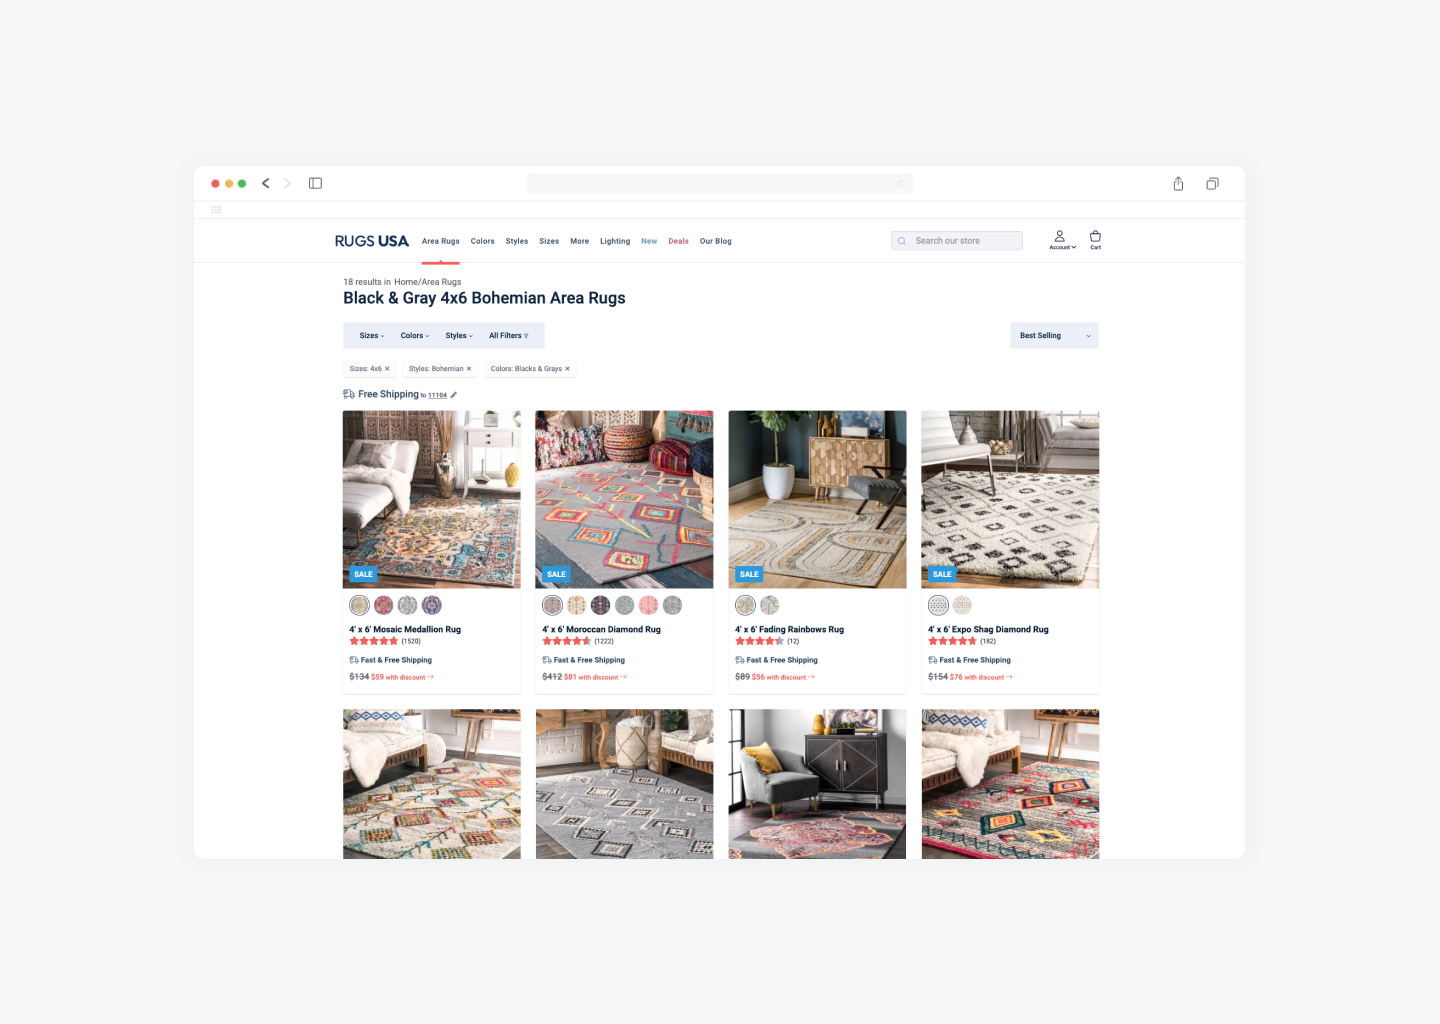 RUGS USA Area Rugs Colors Styles Sizes More Lighting New Deals Our Blog Search our store Account Cart
18 results in Home/Area Rugs
Black & Gray 4x6 Bohemian Area Rugs
Sizes Colors Styles All Filters Best Selling
Sizes: 4x6 × Styles: Bohemian × Colors: Blacks & Grays ×
Free Shipping to 11104
SALE SALE SALE SALE
4' x 6' Mosaic Medallion Rug
(1520)
Fast & Free Shipping
$134 $59 with discount →
4' x 6' Moroccan Diamond Rug
(1222)
Fast & Free Shipping
$412 $81 with discount →
4' x 6' Fading Rainbows Rug
(12)
Fast & Free Shipping
$89 $56 with discount →
4' x 6' Expo Shag Diamond Rug
(182)
Fast & Free Shipping
$154 $76 with discount →